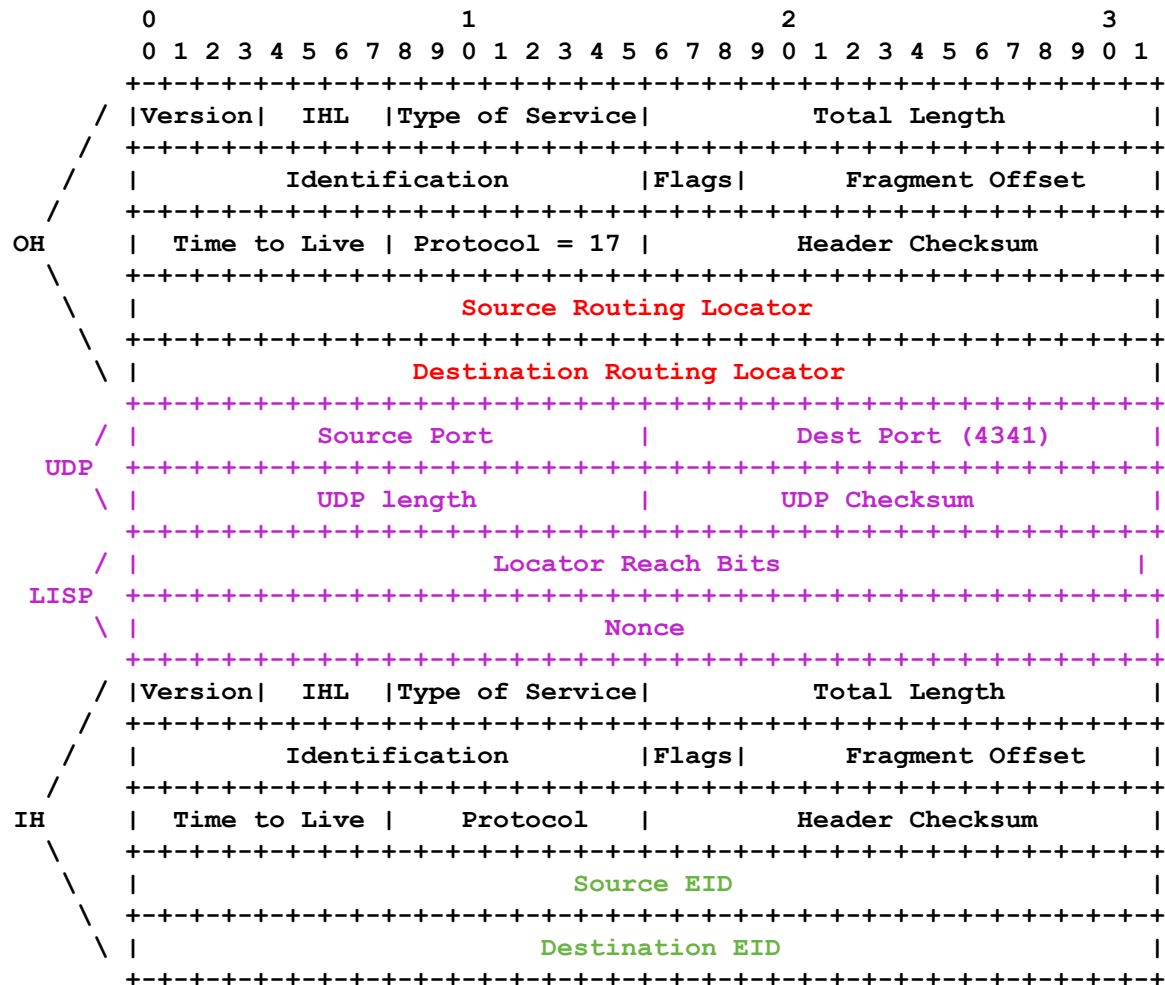 0                   1                   2                   3
        0 1 2 3 4 5 6 7 8 9 0 1 2 3 4 5 6 7 8 9 0 1 2 3 4 5 6 7 8 9 0 1
       +-+-+-+-+-+-+-+-+-+-+-+-+-+-+-+-+-+-+-+-+-+-+-+-+-+-+-+-+-+-+-+-+
     / |Version|  IHL  |Type of Service|          Total Length         |
    /  +-+-+-+-+-+-+-+-+-+-+-+-+-+-+-+-+-+-+-+-+-+-+-+-+-+-+-+-+-+-+-+-+
   /   |         Identification        |Flags|      Fragment Offset    |
  /    +-+-+-+-+-+-+-+-+-+-+-+-+-+-+-+-+-+-+-+-+-+-+-+-+-+-+-+-+-+-+-+-+
OH     |  Time to Live | Protocol = 17 |         Header Checksum       |
  \    +-+-+-+-+-+-+-+-+-+-+-+-+-+-+-+-+-+-+-+-+-+-+-+-+-+-+-+-+-+-+-+-+
   \   |                    Source Routing Locator                     |
    \  +-+-+-+-+-+-+-+-+-+-+-+-+-+-+-+-+-+-+-+-+-+-+-+-+-+-+-+-+-+-+-+-+
     \ |                 Destination Routing Locator                   |
       +-+-+-+-+-+-+-+-+-+-+-+-+-+-+-+-+-+-+-+-+-+-+-+-+-+-+-+-+-+-+-+-+
     / |           Source Port         |         Dest Port (4341)      |
  UDP  +-+-+-+-+-+-+-+-+-+-+-+-+-+-+-+-+-+-+-+-+-+-+-+-+-+-+-+-+-+-+-+-+
     \ |           UDP length          |        UDP Checksum           |
       +-+-+-+-+-+-+-+-+-+-+-+-+-+-+-+-+-+-+-+-+-+-+-+-+-+-+-+-+-+-+-+-+
     / |                      Locator Reach Bits                      |
 LISP  +-+-+-+-+-+-+-+-+-+-+-+-+-+-+-+-+-+-+-+-+-+-+-+-+-+-+-+-+-+-+-+-+
     \ |                             Nonce                             |
       +-+-+-+-+-+-+-+-+-+-+-+-+-+-+-+-+-+-+-+-+-+-+-+-+-+-+-+-+-+-+-+-+
     / |Version|  IHL  |Type of Service|          Total Length         |
    /  +-+-+-+-+-+-+-+-+-+-+-+-+-+-+-+-+-+-+-+-+-+-+-+-+-+-+-+-+-+-+-+-+
   /   |         Identification        |Flags|      Fragment Offset    |
  /    +-+-+-+-+-+-+-+-+-+-+-+-+-+-+-+-+-+-+-+-+-+-+-+-+-+-+-+-+-+-+-+-+
IH     |  Time to Live |    Protocol   |         Header Checksum       |
  \    +-+-+-+-+-+-+-+-+-+-+-+-+-+-+-+-+-+-+-+-+-+-+-+-+-+-+-+-+-+-+-+-+
   \   |                           Source EID                          |
    \  +-+-+-+-+-+-+-+-+-+-+-+-+-+-+-+-+-+-+-+-+-+-+-+-+-+-+-+-+-+-+-+-+
     \ |                         Destination EID                       |
       +-+-+-+-+-+-+-+-+-+-+-+-+-+-+-+-+-+-+-+-+-+-+-+-+-+-+-+-+-+-+-+-+